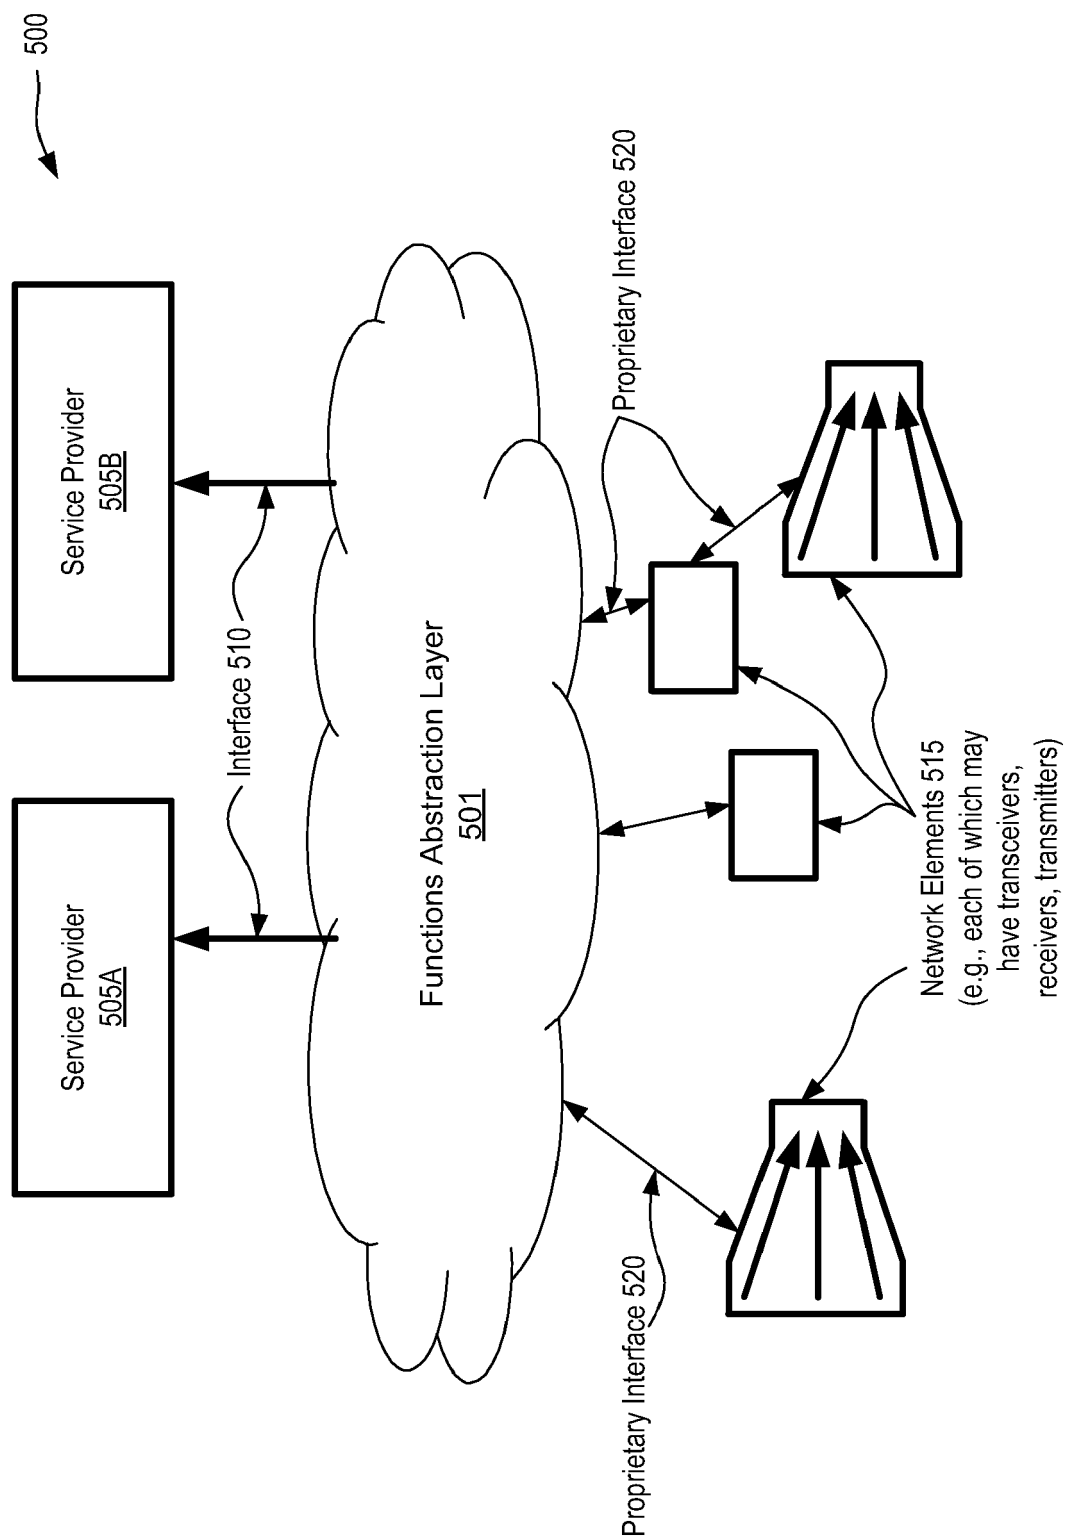 500
Service Provider
505A
Service Provider
505B
Interface 510
Functions Abstraction Layer
501
Proprietary Interface 520
Proprietary Interface 520
Network Elements 515
(e.g., each of which may
have transceivers,
receivers, transmitters)